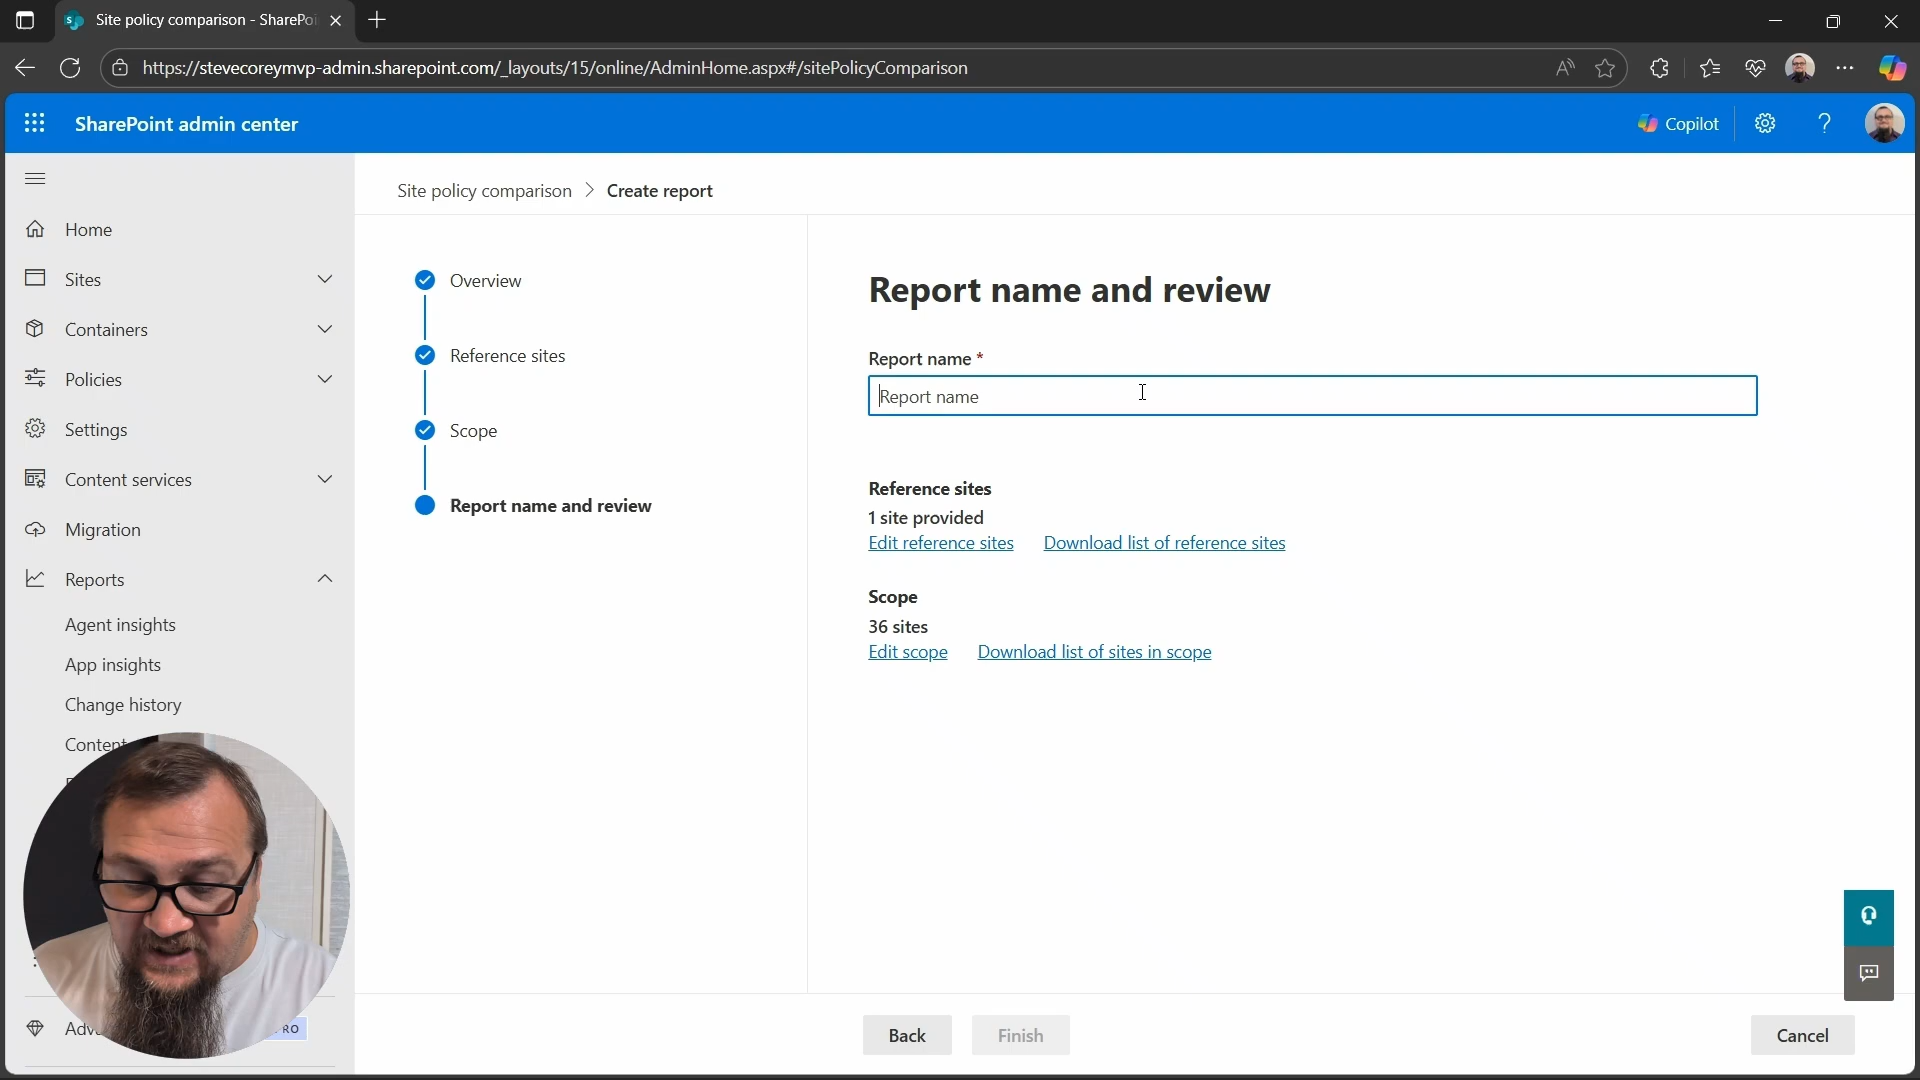 Site policy comparison - SharePoi
https://stevecoreymvp-admin.sharepoint.com/_layouts/15/online/AdminHome.aspx#/sitePolicyComparison
SharePoint admin center
Copilot
Site policy comparison > Create report
Home
Sites
Containers
Policies
Settings
Content services
Migration
Reports
Agent insights
App insights
Change history
Content
Overview
Reference sites
Scope
Report name and review
Report name and review
Report name *
Report name
Reference sites
1 site provided
Edit reference sites Download list of reference sites
Scope
36 sites
Edit scope Download list of sites in scope
Back
Finish
Cancel